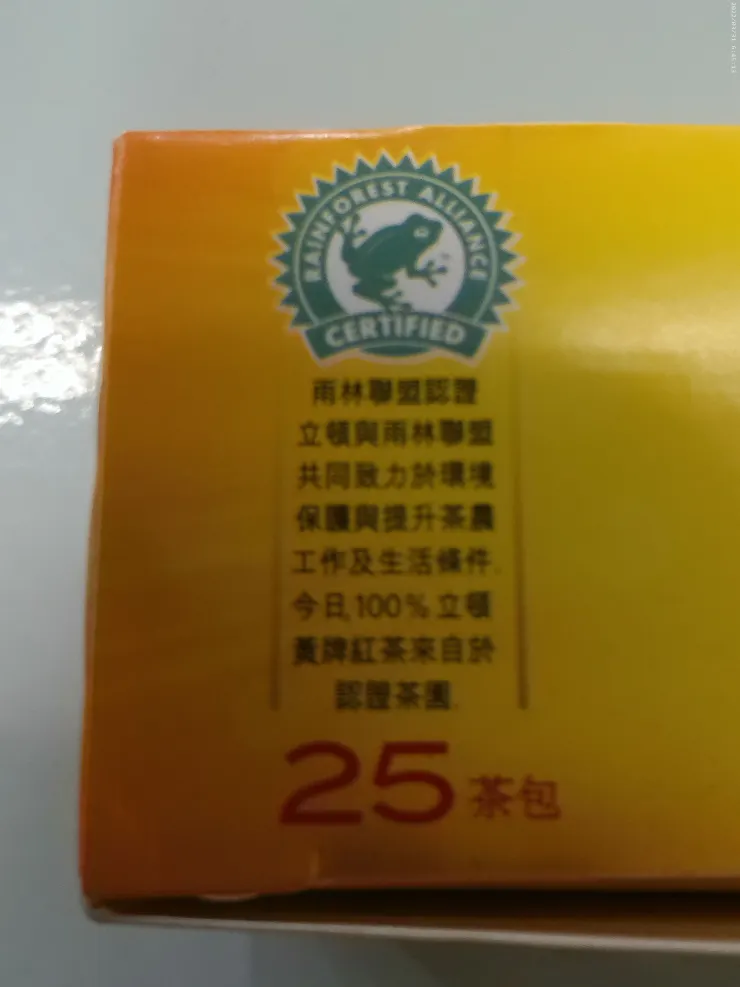 RAINFOREST ALLIANCE
CERTIFIED
雨林聯盟認證
立頓與雨林聯盟
共同致力於環境
保護與提升茶農
工作及生活條件.
今日,100%立頓
黃牌紅茶來自於
認證茶園.
25 茶包